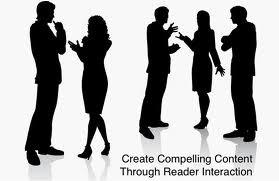 Create Compelling Content
Through Reader Interaction